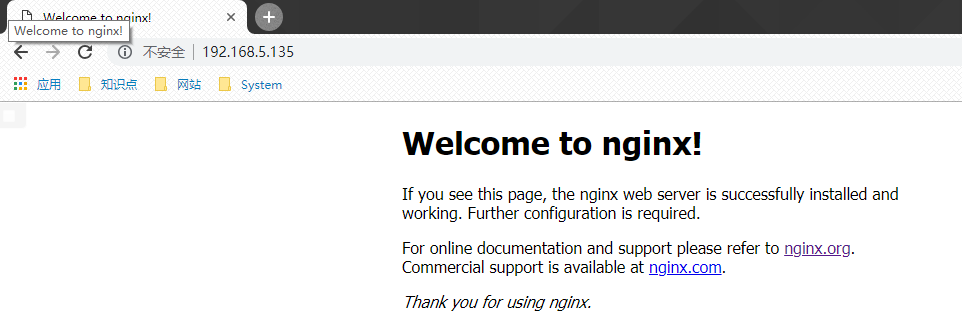 Welcome to nginx!
Welcome to nginx!
不安全 192.168.5.135
应用 知识点 网站 System
Welcome to nginx!
If you see this page, the nginx web server is successfully installed and
working. Further configuration is required.
For online documentation and support please refer to nginx.org.
Commercial support is available at nginx.com.
Thank you for using nginx.